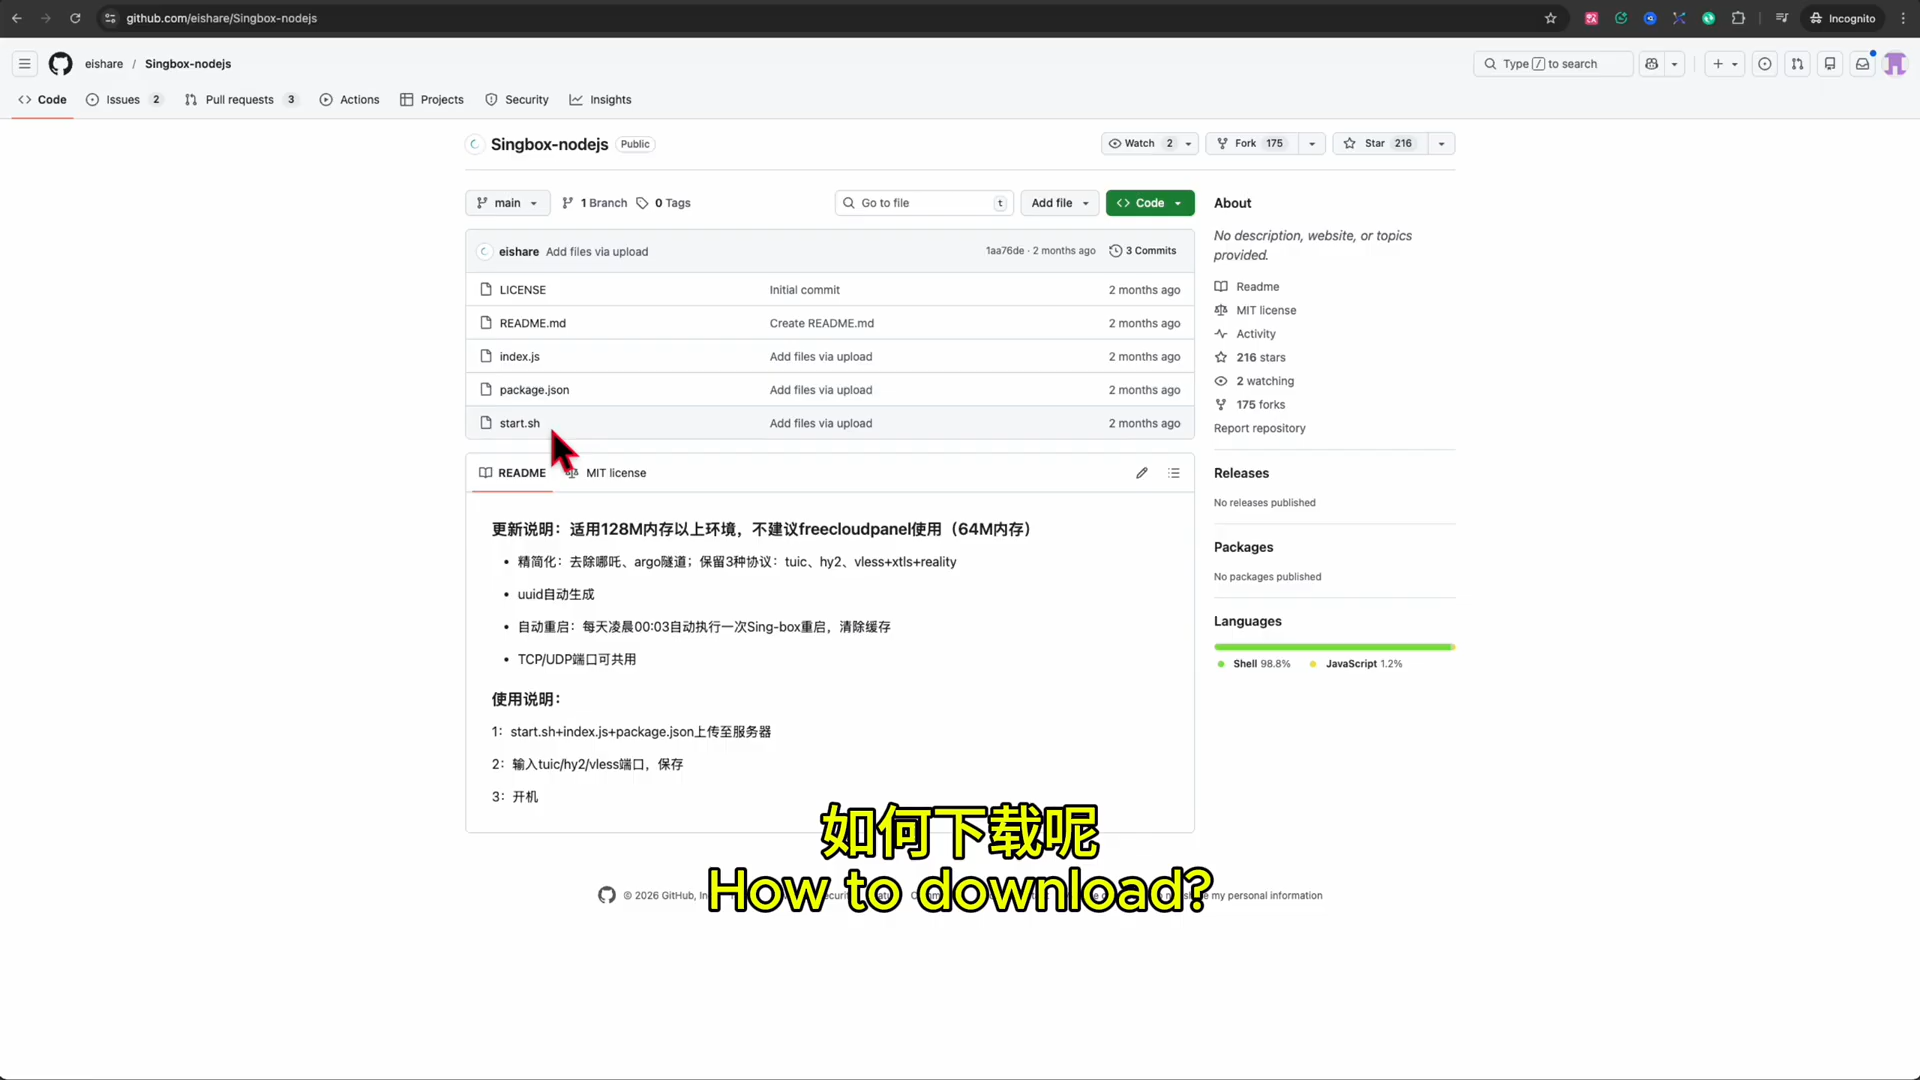 github.com/eishare/Singbox-nodejs
Incognito
eishare / Singbox-nodejs
Type / to search
Code
Issues 2
Pull requests 3
Actions
Projects
Security
Insights
Singbox-nodejs Public
Watch 2
Fork 175
Star 216
main
1 Branch
0 Tags
Go to file t
Add file
Code
eishare Add files via upload 1aa76de · 2 months ago 3 Commits
LICENSE Initial commit 2 months ago
README.md Create README.md 2 months ago
index.js Add files via upload 2 months ago
package.json Add files via upload 2 months ago
start.sh Add files via upload 2 months ago
README
MIT license
更新说明：适用128M内存以上环境，不建议freecloudpanel使用（64M内存）
• 精简化：去除哪吒、argo隧道；保留3种协议：tuic、hy2、vless+xtls+reality
• uuid自动生成
• 自动重启：每天凌晨00:03自动执行一次Sing-box重启，清除缓存
• TCP/UDP端口可共用
使用说明：
1：start.sh+index.js+package.json上传至服务器
2：输入tuic/hy2/vless端口，保存
3：开机
About
No description, website, or topics
provided.
Readme
MIT license
Activity
216 stars
2 watching
175 forks
Report repository
Releases
No releases published
Packages
No packages published
Languages
Shell 98.8%
JavaScript 1.2%
如何下载呢
How to download?
© 2026 GitHub, my personal information